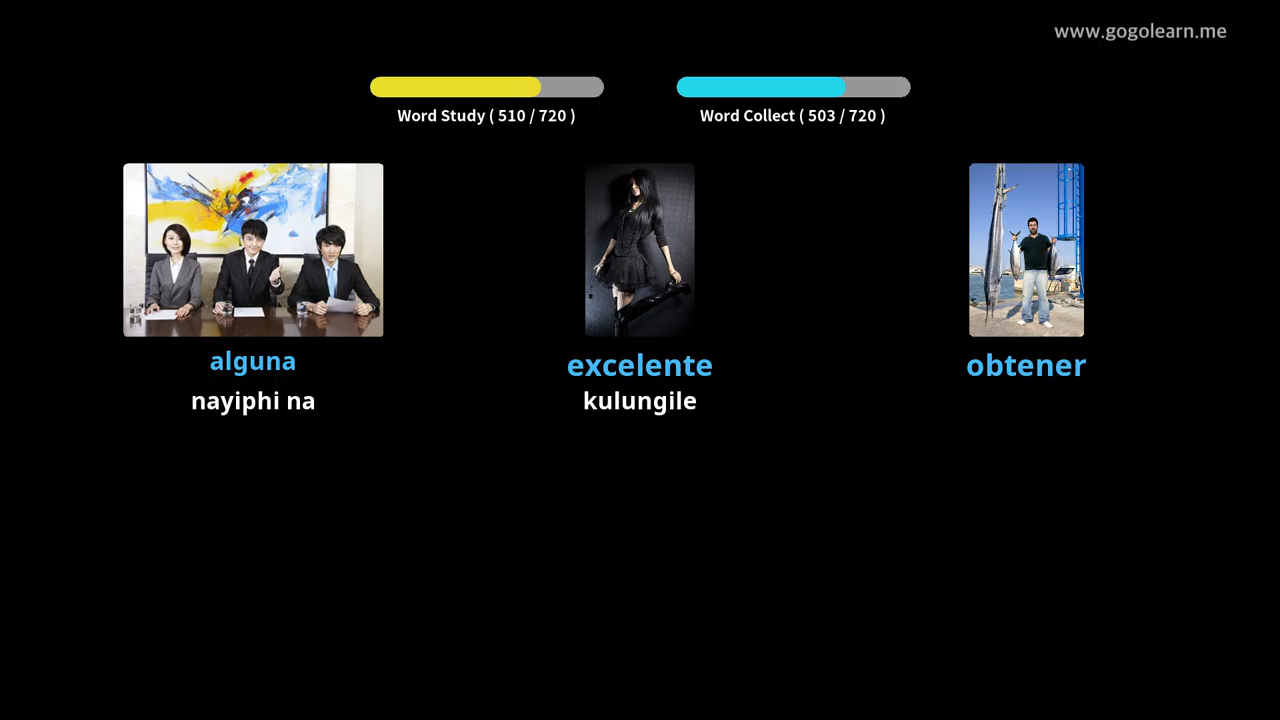 www.gogolearn.me
Word Study ( 510 / 720 )
Word Collect ( 503 / 720 )
alguna
excelente
obtener
nayiphi na
kulungile